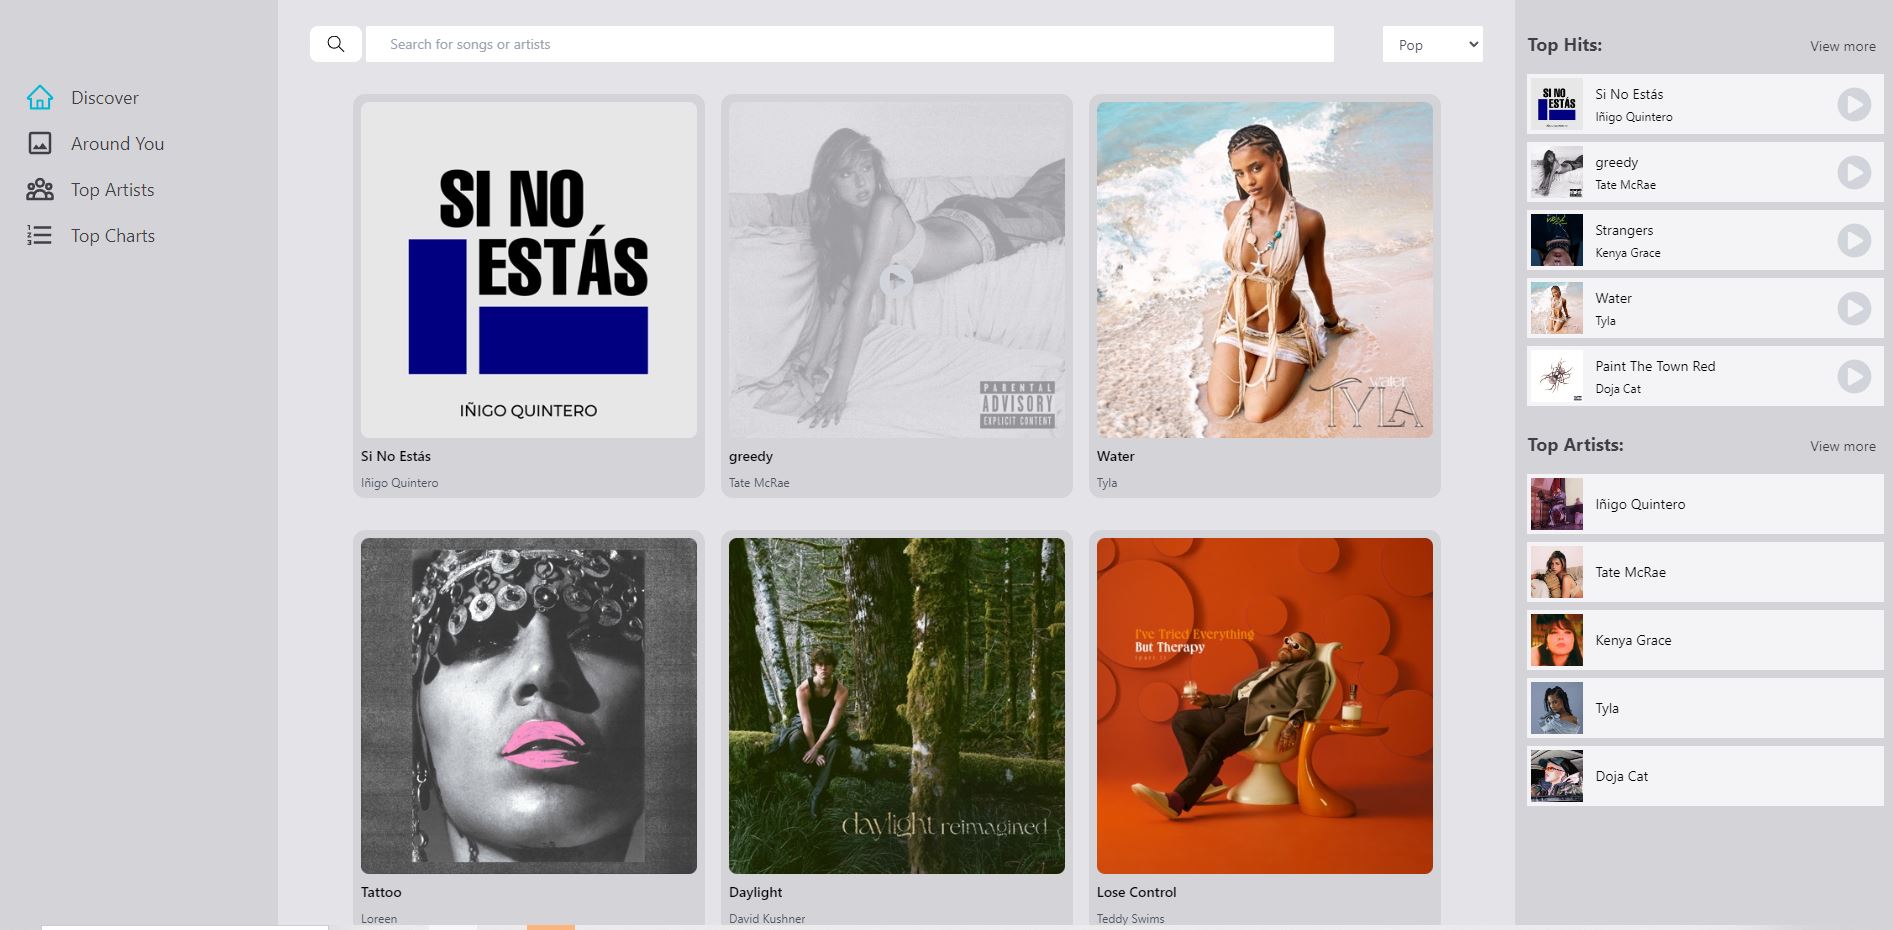 Discover
Around You
Top Artists
Top Charts
Search for songs or artists
Pop
SI NO
ESTÁS
IÑIGO QUINTERO
Si No Estás
Iñigo Quintero
PARENTAL
ADVISORY
EXPLICIT CONTENT
greedy
Tate McRae
water
TYLA
Water
Tyla
Tattoo
Loreen
daylight reimagined
Daylight
David Kushner
I've Tried Everything
But Therapy
Lose Control
Teddy Swims
Top Hits:
View more
SI NO
ESTÁS
Si No Estás
Iñigo Quintero
greedy
Tate McRae
Strangers
Kenya Grace
Water
Tyla
Paint The Town Red
Doja Cat
Top Artists:
View more
Iñigo Quintero
Tate McRae
Kenya Grace
Tyla
Doja Cat